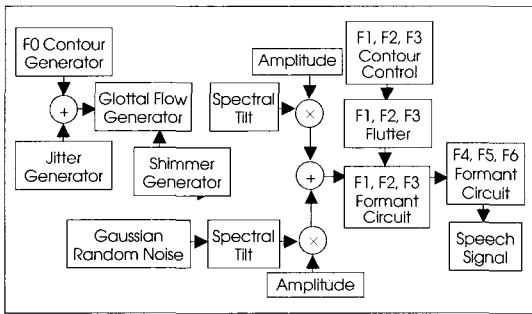 F0 Contour
Generator
+
Glottal Flow
Generator
Jitter
Generator
Shimmer
Generator
Spectral
Tilt
Amplitude
×
F1, F2, F3
Contour
Control
F1, F2, F3
Flutter
+
F1, F2, F3
Formant
Circuit
F4, F5, F6
Formant
Circuit
Speech
Signal
Gaussian
Random Noise
Spectral
Tilt
×
Amplitude